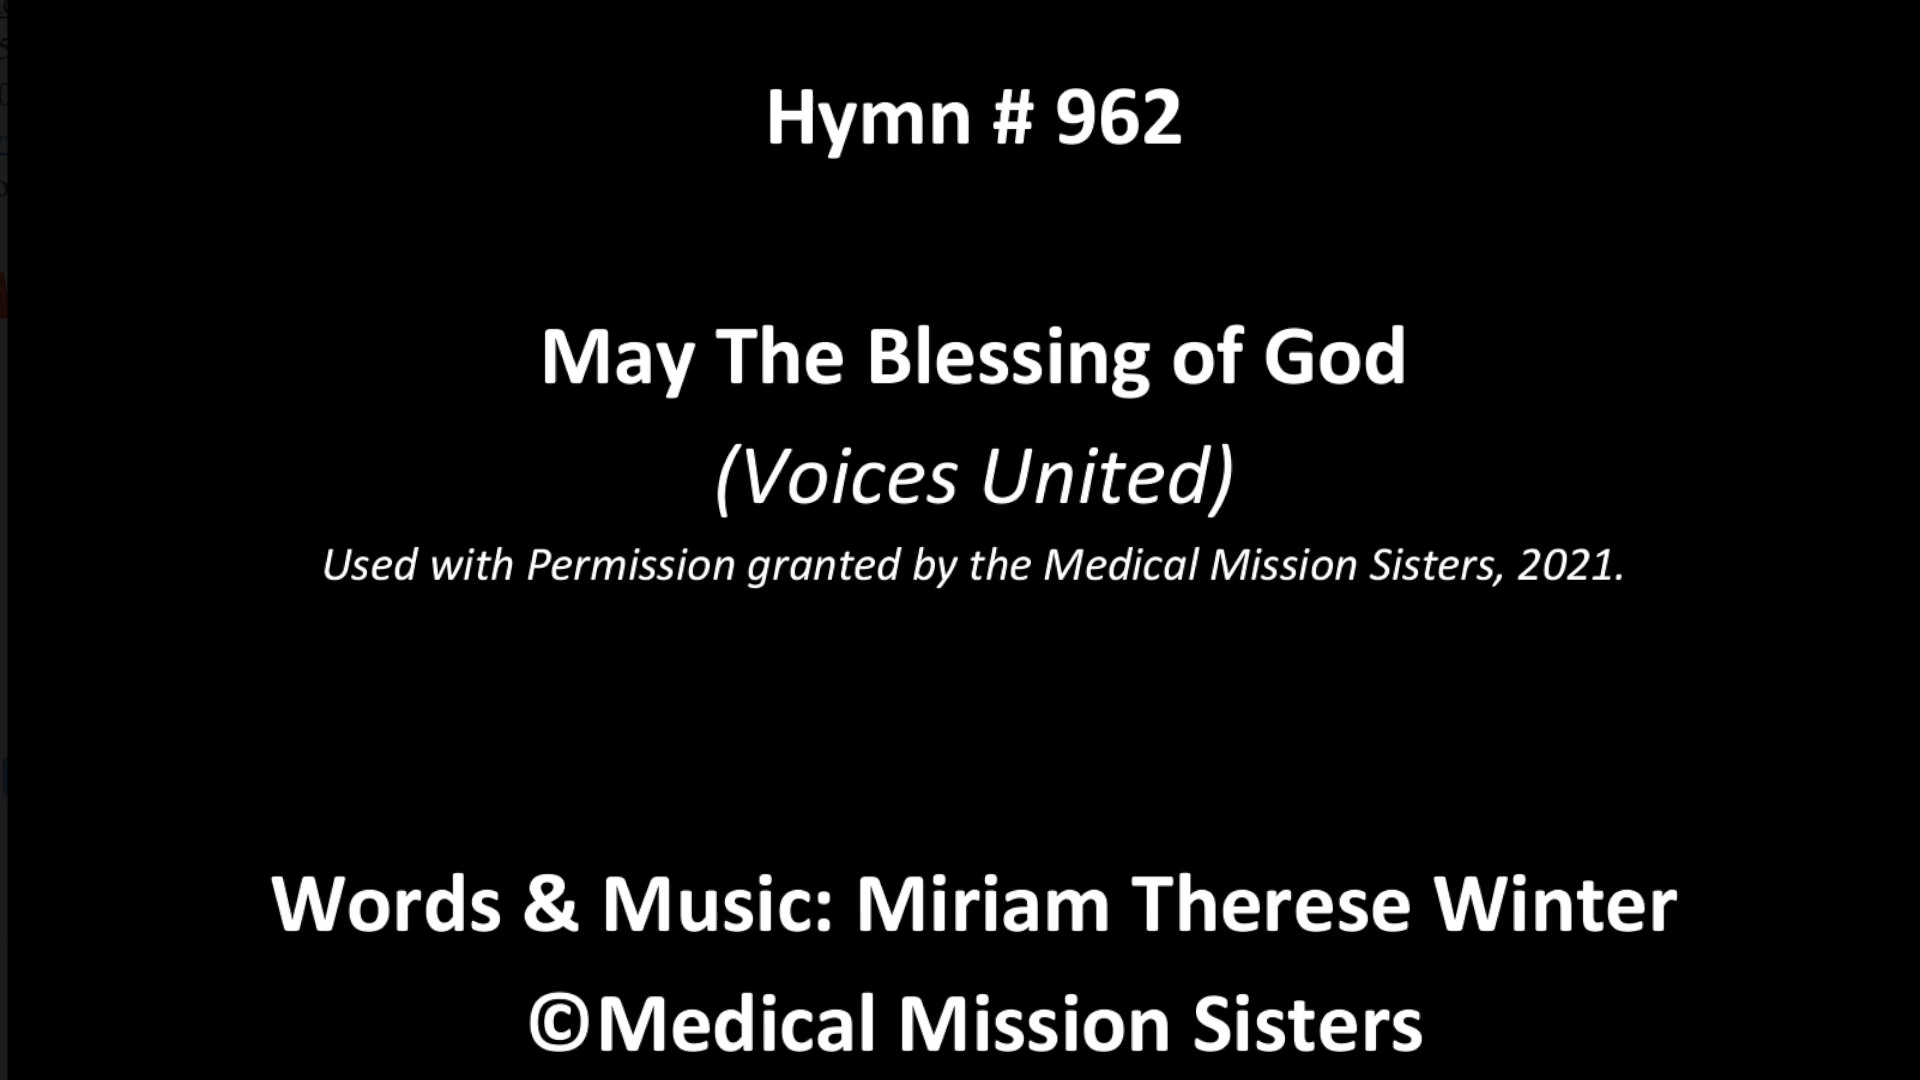 Hymn # 962
May The Blessing of God
(Voices United)
Used with Permission granted by the Medical Mission Sisters, 2021.
Words & Music: Miriam Therese Winter
©Medical Mission Sisters